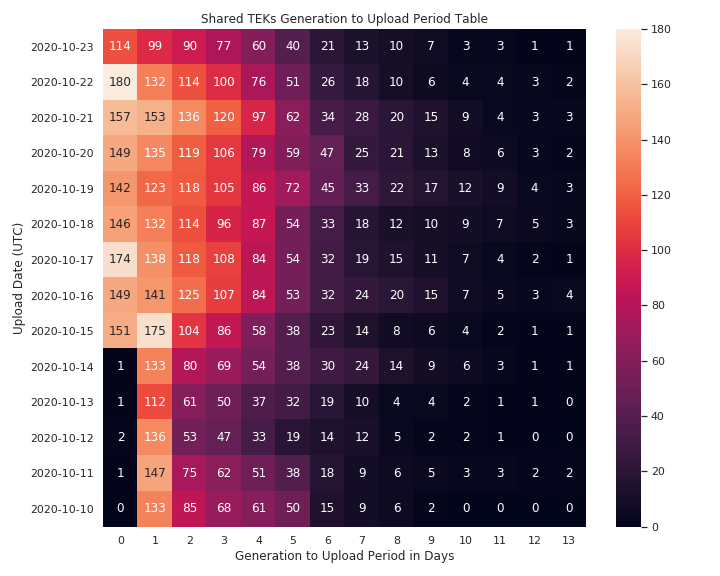 Shared TEKs Generation to Upload Period Table
Upload Date (UTC)
2020-10-23 114 99 90 77 60 40 21 13 10 7 3 3 1 1
2020-10-22 180 132 114 100 76 51 26 18 10 6 4 4 3 2
2020-10-21 157 153 136 120 97 62 34 28 20 15 9 4 3 3
2020-10-20 149 135 119 106 79 59 47 25 21 13 8 6 3 2
2020-10-19 142 123 118 105 86 72 45 33 22 17 12 9 4 3
2020-10-18 146 132 114 96 87 54 33 18 12 10 9 7 5 3
2020-10-17 174 138 118 108 84 54 32 19 15 11 7 4 2 1
2020-10-16 149 141 125 107 84 53 32 24 20 15 7 5 3 4
2020-10-15 151 175 104 86 58 38 23 14 8 6 4 2 1 1
2020-10-14 1 133 80 69 54 38 30 24 14 9 6 3 1 1
2020-10-13 1 112 61 50 37 32 19 10 4 4 2 1 1 0
2020-10-12 2 136 53 47 33 19 14 12 5 2 2 1 0 0
2020-10-11 1 147 75 62 51 38 18 9 6 5 3 3 2 2
2020-10-10 0 133 85 68 61 50 15 9 6 2 0 0 0 0
0 1 2 3 4 5 6 7 8 9 10 11 12 13
Generation to Upload Period in Days
180
160
140
120
100
80
60
40
20
0